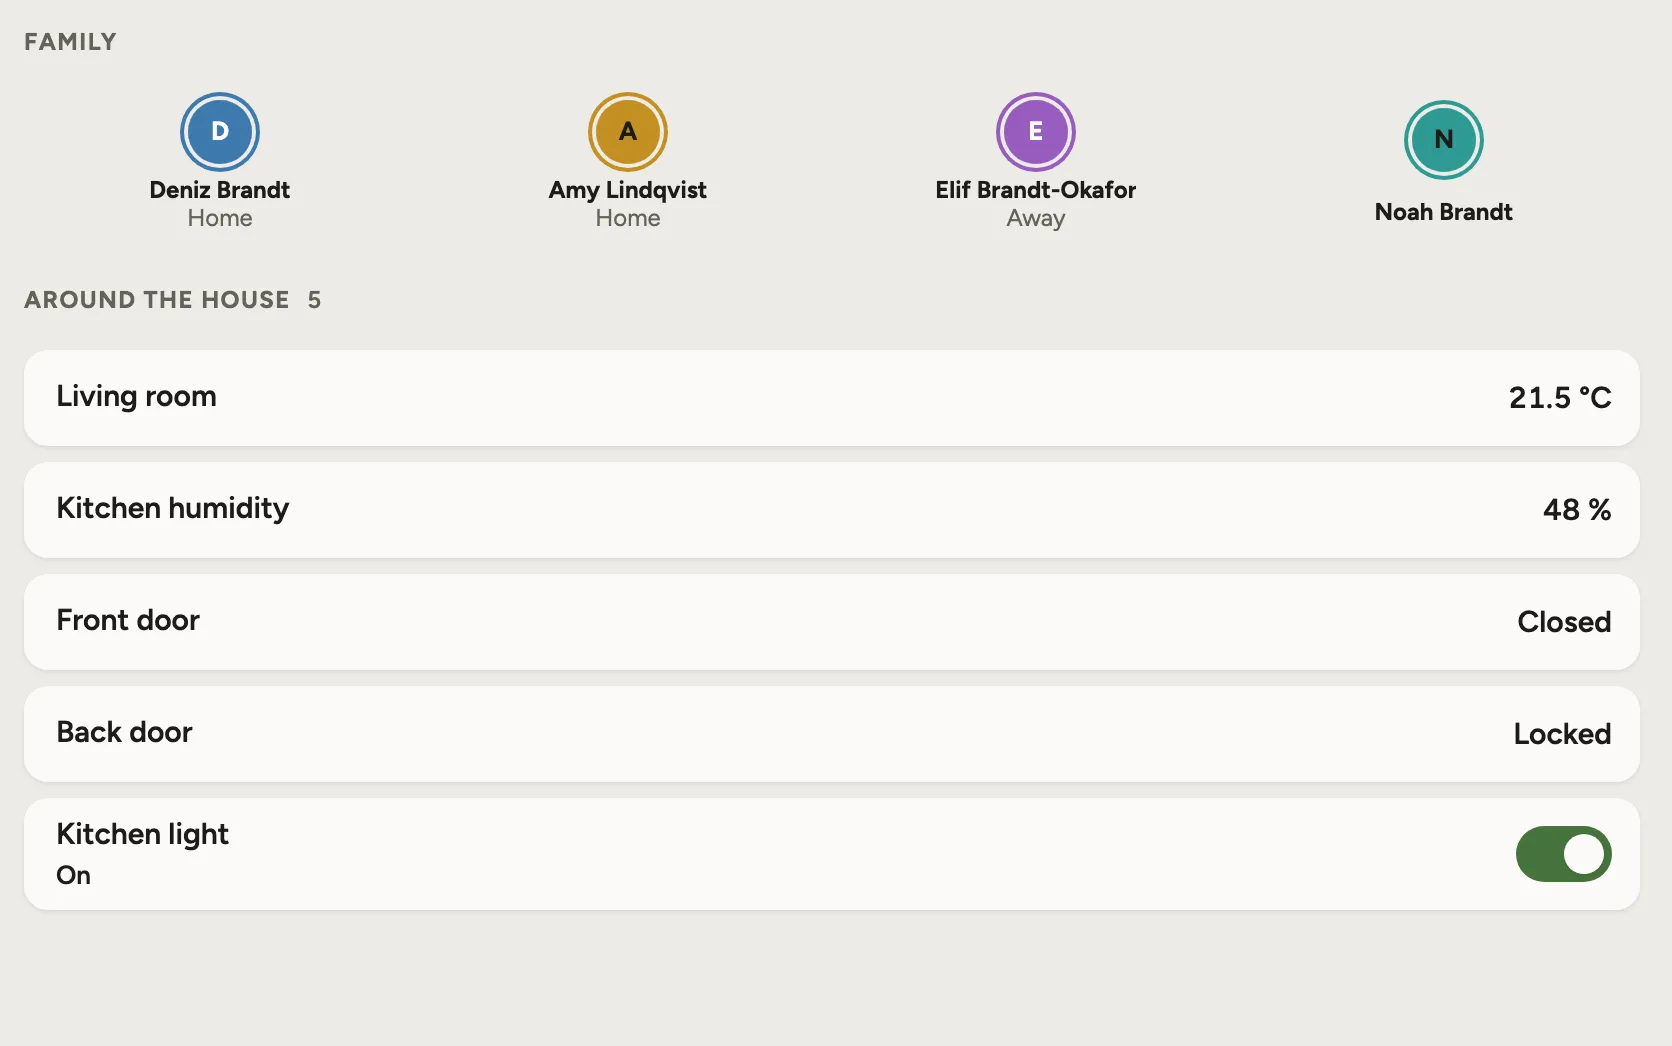 FAMILY
D
A
E
N
Deniz Brandt
Amy Lindqvist
Elif Brandt-Okafor
Noah Brandt
Home
Home
Away
AROUND THE HOUSE 5
Living room
21.5 °C
Kitchen humidity
48 %
Front door
Closed
Back door
Locked
Kitchen light
On